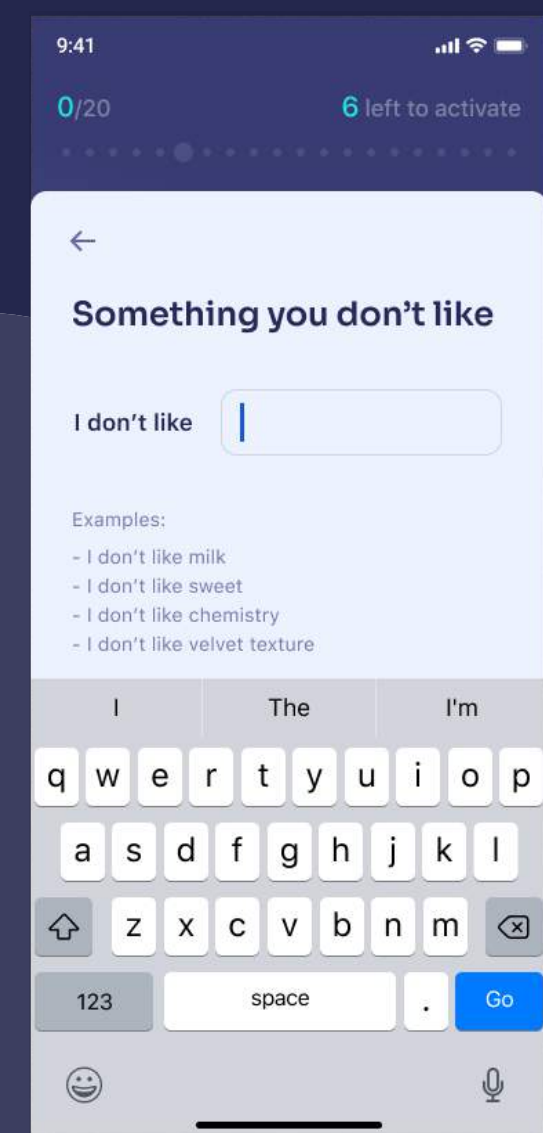 9:41
0/20 6 left to activate
Something you don’t like
I don’t like
Examples:
- I don’t like milk
- I don’t like sweet
- I don’t like chemistry
- I don’t like velvet texture
I The I'm
q w e r t y u i o p
a s d f g h j k l
z x c v b n m
123 space . Go